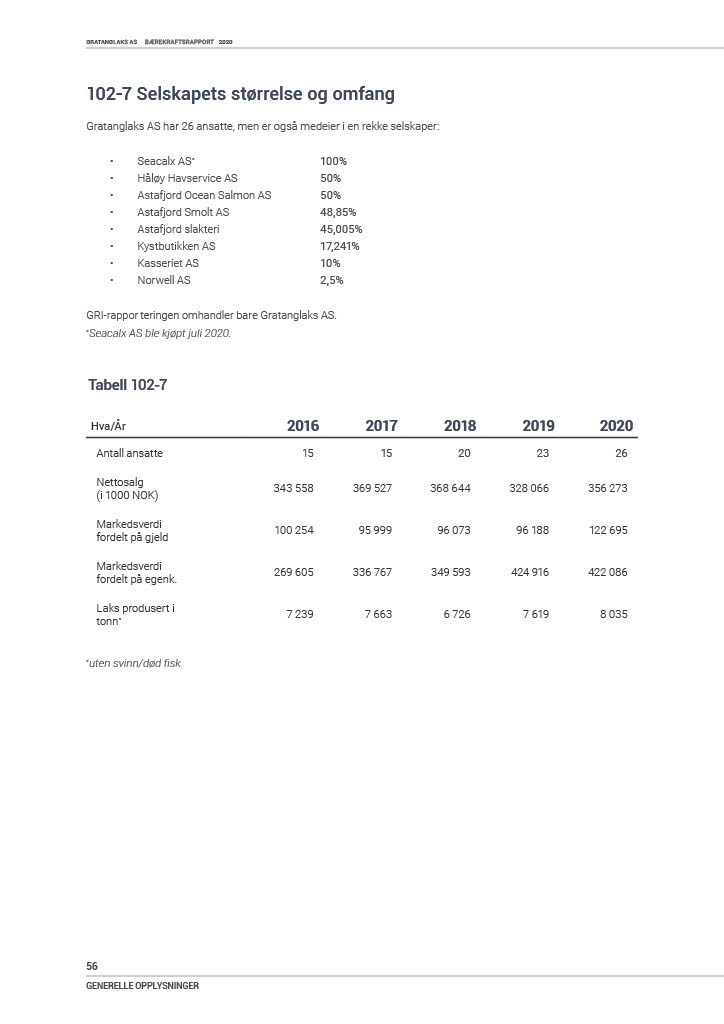 GRATANGLAKS AS BÆREKRAFTSRAPPORT 2020
102-7 Selskapets størrelse og omfang
Gratanglaks AS har 26 ansatte, men er også medeier i en rekke selskaper:
• Seacalx AS* 100%
• Håløy Havservice AS 50%
• Astafjord Ocean Salmon AS 50%
• Astafjord Smolt AS 48,85%
• Astafjord slakteri 45,005%
• Kystbutikken AS 17,241%
• Kasseriet AS 10%
• Norwell AS 2,5%
GRI-rappor teringen omhandler bare Gratanglaks AS.
*Seacalx AS ble kjøpt juli 2020.
Tabell 102-7
Hva/År 2016 2017 2018 2019 2020
Antall ansatte 15 15 20 23 26
Nettosalg
(i 1000 NOK) 343 558 369 527 368 644 328 066 356 273
Markedsverdi
fordelt på gjeld 100 254 95 999 96 073 96 188 122 695
Markedsverdi
fordelt på egenk. 269 605 336 767 349 593 424 916 422 086
Laks produsert i
tonn* 7 239 7 663 6 726 7 619 8 035
*uten svinn/død fisk
56
GENERELLE OPPLYSNINGER